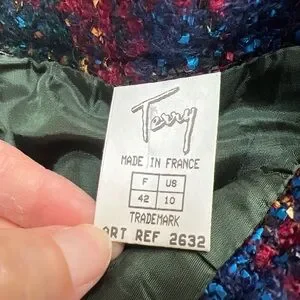 Terry
MADE IN FRANCE
F US
42 10
TRADEMARK
ART REF 2632